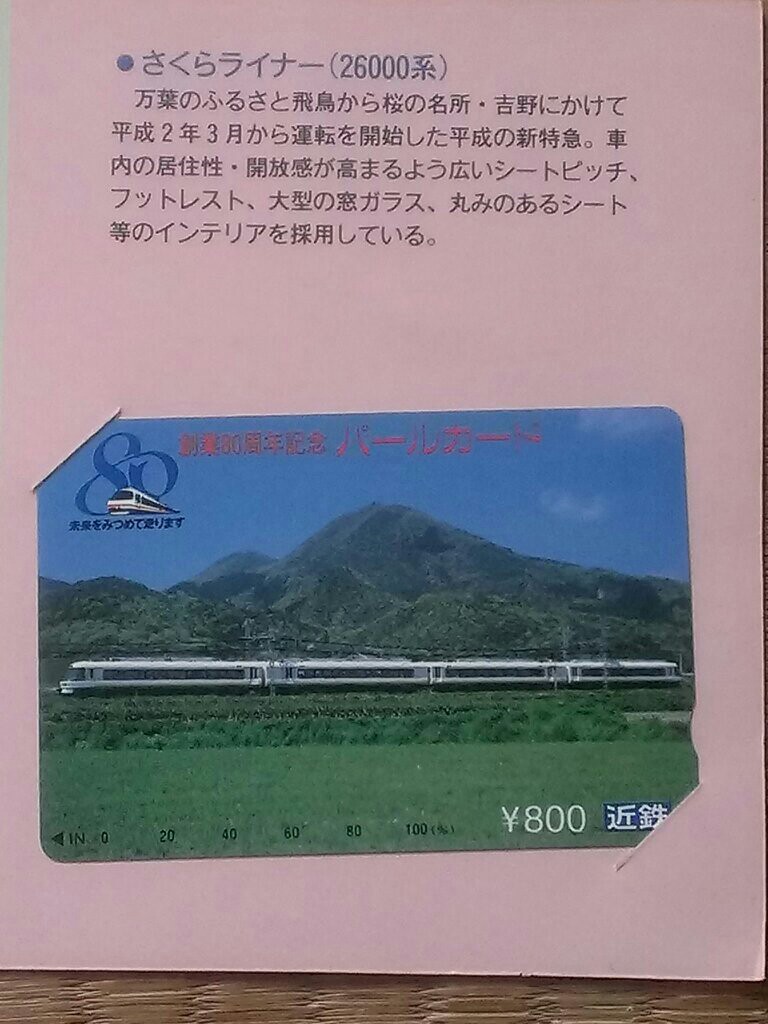 ●さくらライナー(26000系)
万葉のふるさと飛鳥から桜の名所・吉野にかけて
平成2年3月から運転を開始した平成の新特急。車
内の居住性・開放感が高まるよう広いシートピッチ、
フットレスト、大型の窓ガラス、丸みのあるシート
等のインテリアを採用している。
創業80周年記念 パールカード
80
未来をみつめて走ります
¥800 近鉄
◀IN 0 20 40 60 80 100(%)